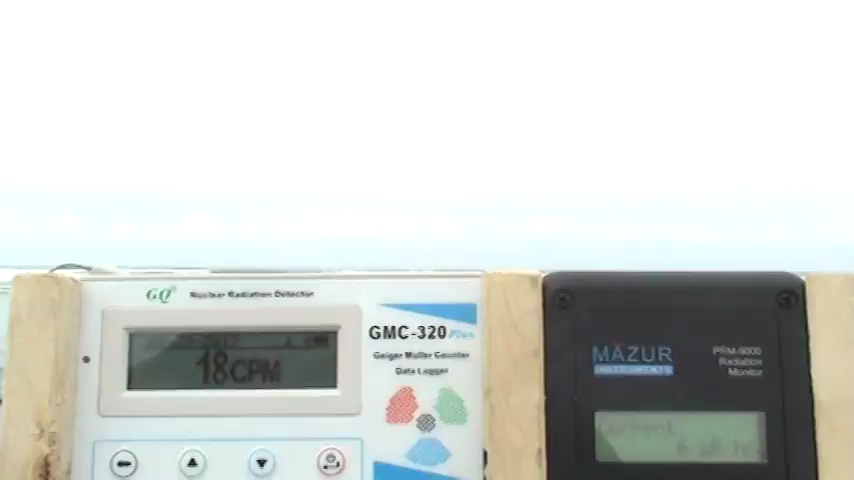 GQ
Nuclear Radiation Detector
18CPM
GMC-320 Plus
Geiger Muller Counter
Data Logger
MAZUR
INSTRUMENTS
PRM-9000
Radiation
Monitor
Current